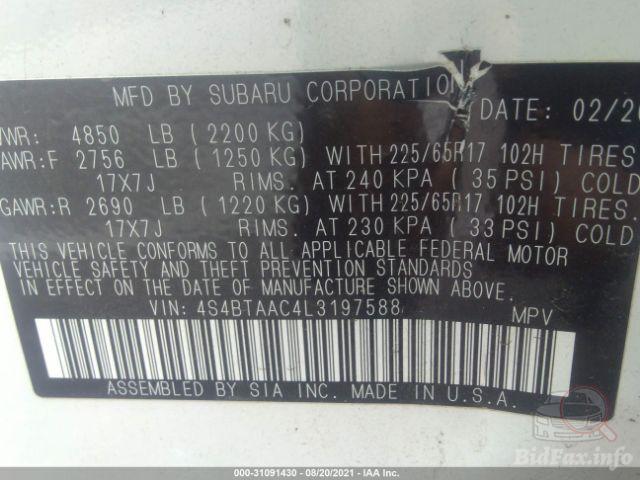 MFD BY SUBARU CORPORATION DATE: 02/20
VWR: 4850 LB (2200 KG)
AWR:F 2756 LB (1250 KG) WITH 225/65R17 102H TIRES
17X7J RIMS. AT 240 KPA (35 PSI) COLD
GAWR:R 2690 LB (1220 KG) WITH 225/65R17 102H TIRES
17X7J RIMS. AT 230 KPA (33 PSI) COLD
THIS VEHICLE CONFORMS TO ALL APPLICABLE FEDERAL MOTOR
VEHICLE SAFETY AND THEFT PREVENTION STANDARDS
IN EFFECT ON THE DATE OF MANUFACTURE SHOWN ABOVE.
VIN: 4S4BTAAC4L3197588 MPV
ASSEMBLED BY SIA INC. MADE IN U.S.A.
BidFax.info
000-31091430 - 08/20/2021 - IAA Inc.